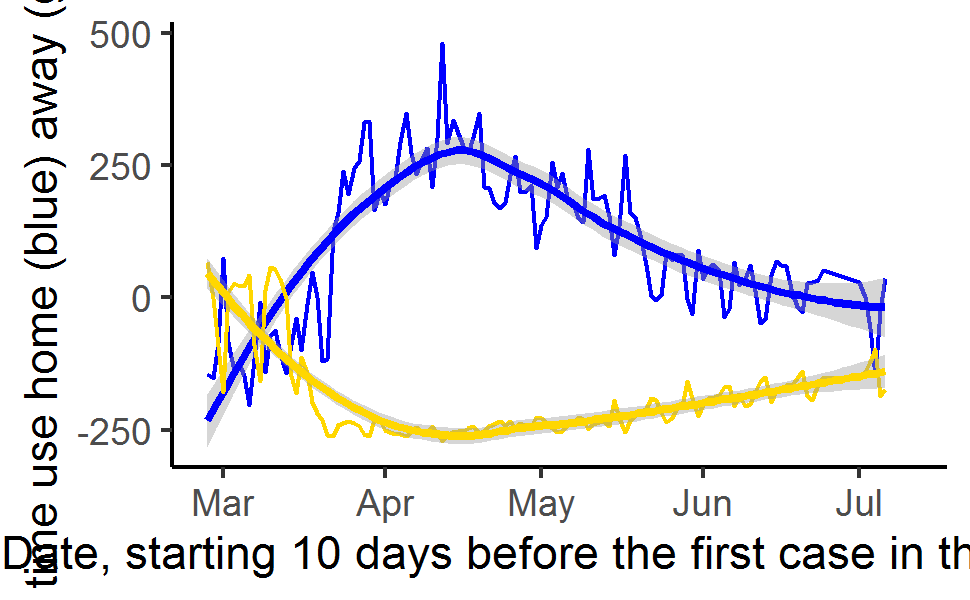 time use home (blue) away (
500
250
0
-250
Mar Apr May Jun Jul
Date, starting 10 days before the first case in th